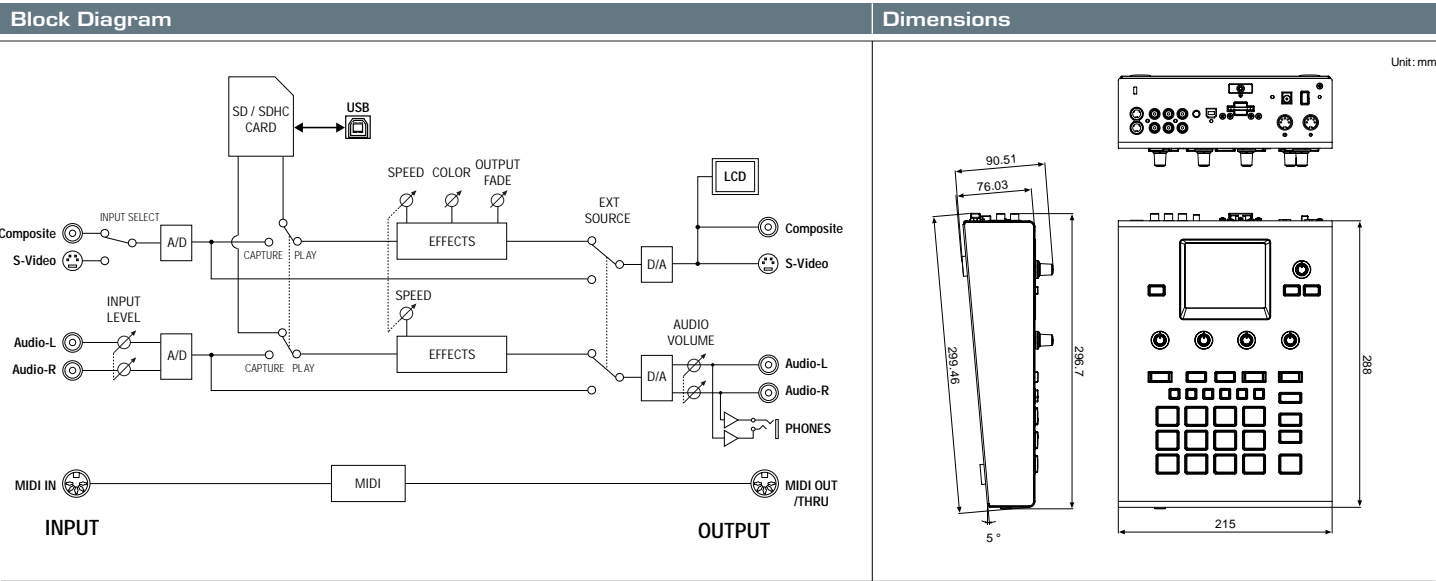 Block Diagram
Dimensions
Unit: mm
SD / SDHC
CARD
USB
SPEED
COLOR
OUTPUT
FADE
LCD
EXT
SOURCE
Composite
S-Video
INPUT SELECT
A/D
CAPTURE
PLAY
EFFECTS
D/A
Composite
S-Video
INPUT
LEVEL
SPEED
AUDIO
VOLUME
Audio-L
Audio-R
A/D
CAPTURE
PLAY
EFFECTS
D/A
Audio-L
Audio-R
PHONES
MIDI IN
MIDI
MIDI OUT
/THRU
INPUT
OUTPUT
90.51
76.03
299.46
296.7
5 °
288
215